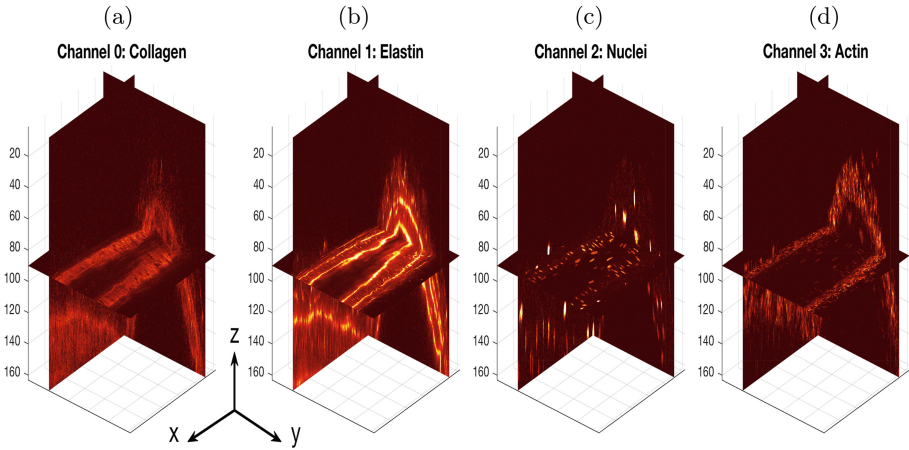 (a) (b) (c) (d)
Channel 0: Collagen Channel 1: Elastin Channel 2: Nuclei Channel 3: Actin
20 20 20 20
40 40 40 40
60 60 60 60
80 80 80 80
100 100 100 100
120 120 120 120
140 140 140 140
160 160 160 160
z
x y